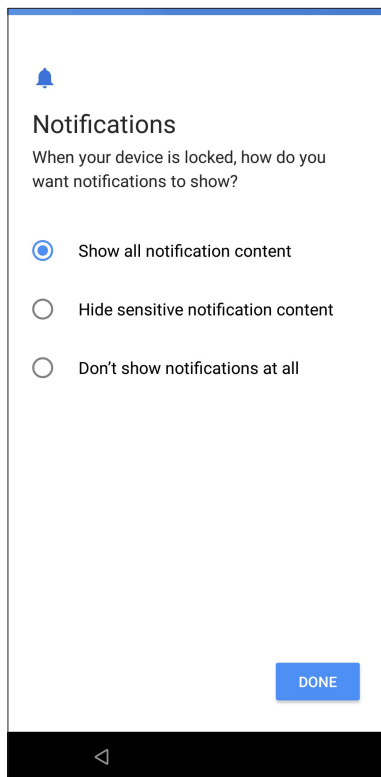 Notifications
When your device is locked, how do you
want notifications to show?
Show all notification content
Hide sensitive notification content
Don’t show notifications at all
DONE